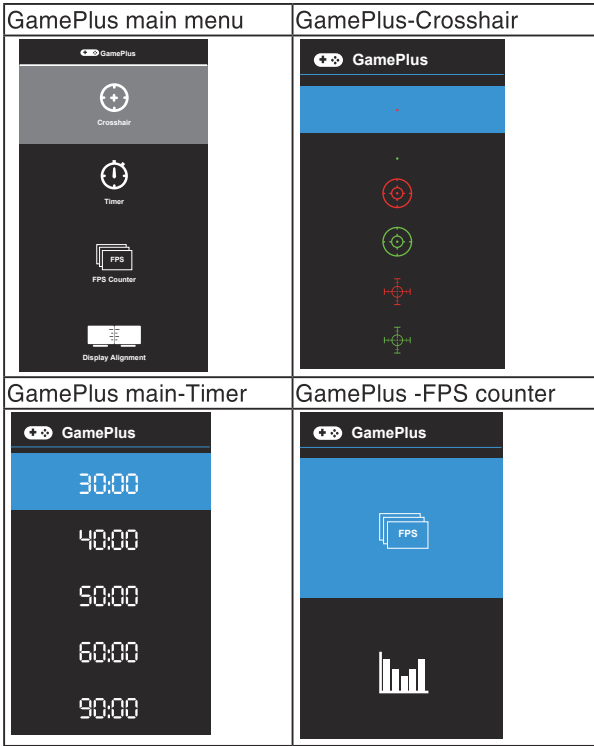 GamePlus main menu
GamePlus-Crosshair
GamePlus
Crosshair
Timer
FPS
FPS Counter
Display Alignment
GamePlus
GamePlus main-Timer
GamePlus -FPS counter
GamePlus
30:00
40:00
50:00
60:00
90:00
GamePlus
FPS